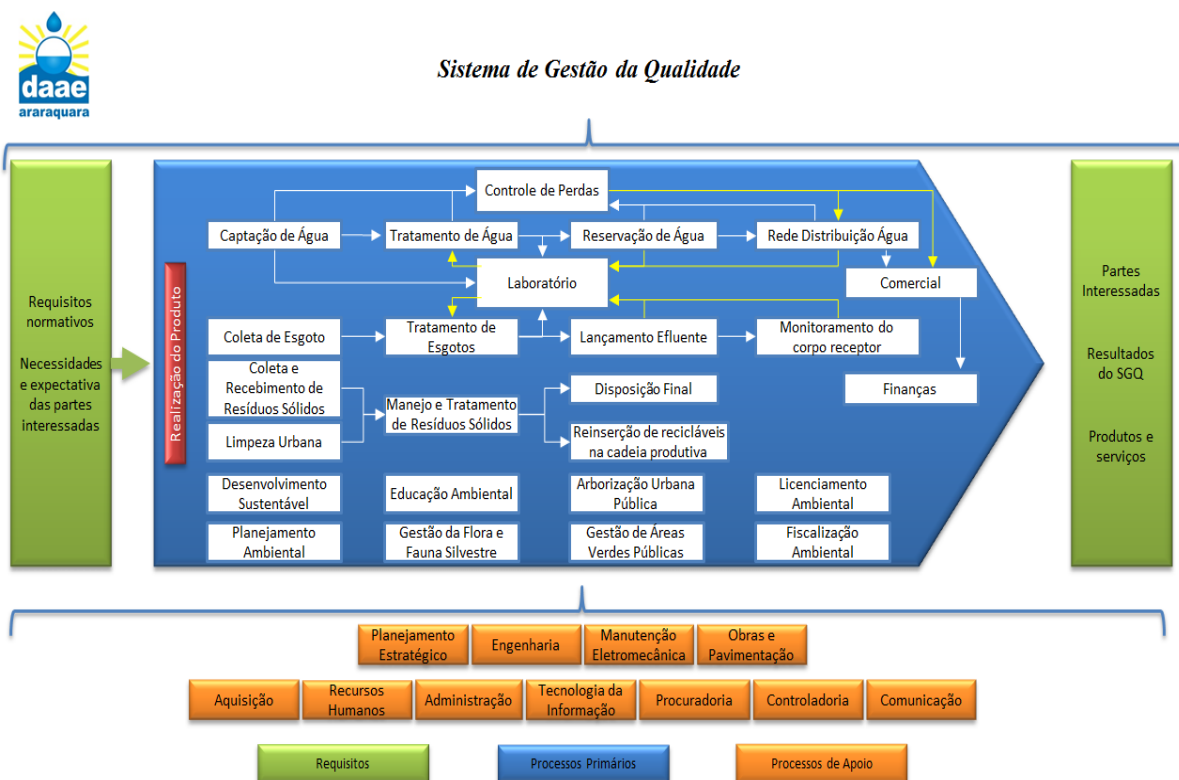 daae
araraquara
Sistema de Gestão da Qualidade
Requisitos
normativos
Necessidades
e expectativa
das partes
interessadas
Realização do Produto
Controle de Perdas
Captação de Água
Tratamento de Água
Reservação de Água
Rede Distribuição Água
Laboratório
Comercial
Coleta de Esgoto
Tratamento de
Esgotos
Lançamento Efluente
Monitoramento do
corpo receptor
Coleta e
Recebimento de
Resíduos Sólidos
Manejo e Tratamento
de Resíduos Sólidos
Disposição Final
Finanças
Limpeza Urbana
Reinserção de recicláveis
na cadeia produtiva
Desenvolvimento
Sustentável
Educação Ambiental
Arborização Urbana
Pública
Licenciamento
Ambiental
Planejamento
Ambiental
Gestão da Flora e
Fauna Silvestre
Gestão de Áreas
Verdes Públicas
Fiscalização
Ambiental
Partes
Interessadas
Resultados
do SGQ
Produtos e
serviços
Planejamento
Estratégico
Engenharia
Manutenção
Eletromecânica
Obras e
Pavimentação
Aquisição
Recursos
Humanos
Administração
Tecnologia da
Informação
Procuradoria
Controladoria
Comunicação
Requisitos
Processos Primários
Processos de Apoio